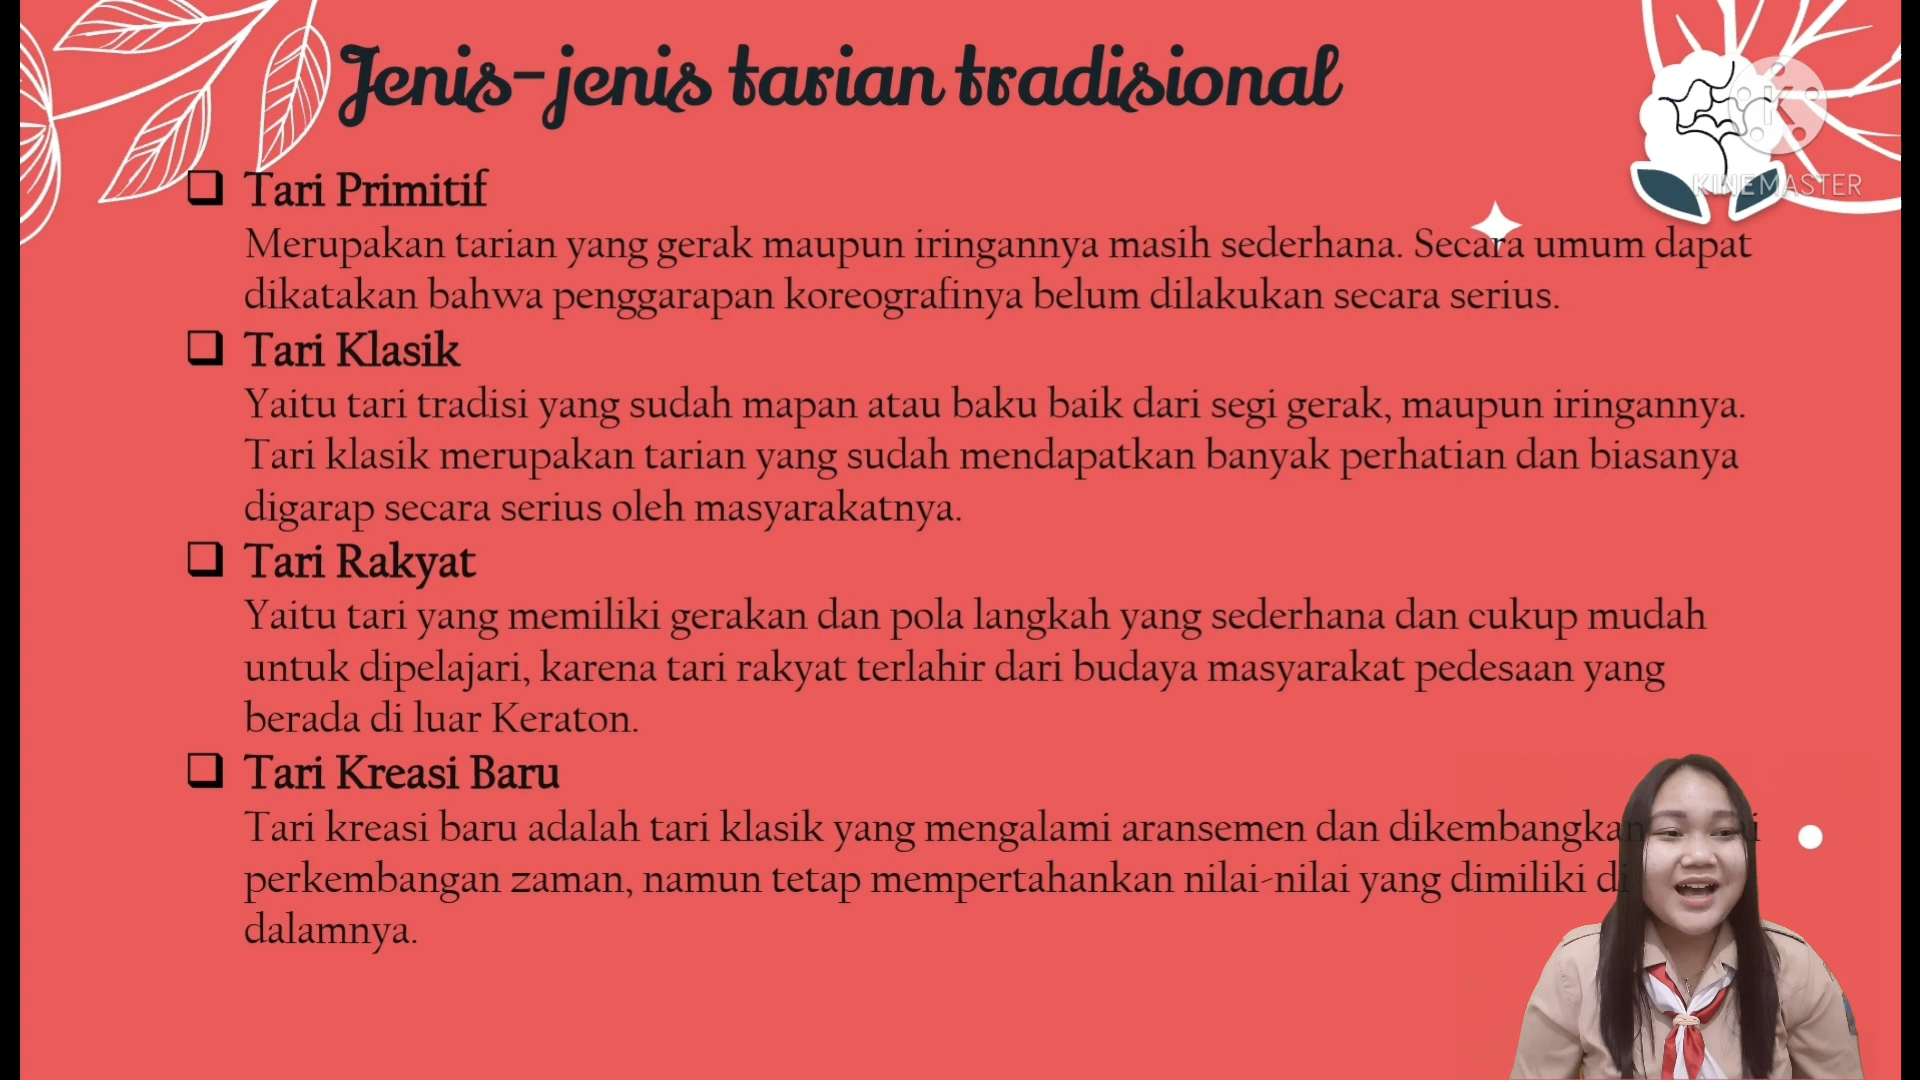 Jenis-jenis tarian tradisional
KINEMASTER
Tari Primitif
Merupakan tarian yang gerak maupun iringannya masih sederhana. Secara umum dapat
dikatakan bahwa penggarapan koreografinya belum dilakukan secara serius.
Tari Klasik
Yaitu tari tradisi yang sudah mapan atau baku baik dari segi gerak, maupun iringannya.
Tari klasik merupakan tarian yang sudah mendapatkan banyak perhatian dan biasanya
digarap secara serius oleh masyarakatnya.
Tari Rakyat
Yaitu tari yang memiliki gerakan dan pola langkah yang sederhana dan cukup mudah
untuk dipelajari, karena tari rakyat terlahir dari budaya masyarakat pedesaan yang
berada di luar Keraton.
Tari Kreasi Baru
Tari kreasi baru adalah tari klasik yang mengalami aransemen dan dikembangkan
perkembangan zaman, namun tetap mempertahankan nilai-nilai yang dimiliki di
dalamnya.